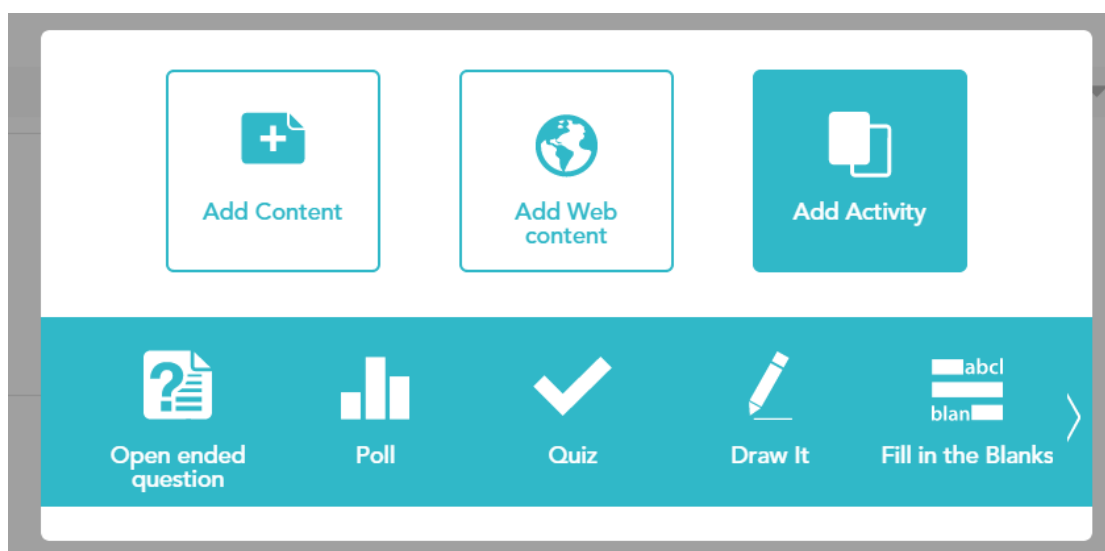 Add Content
Add Web
content
Add Activity
abcl
blan
Open ended
question
Poll
Quiz
Draw It
Fill in the Blanks